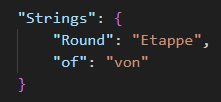 "Strings": {
"Round": "Etappe",
"of": "von"
}